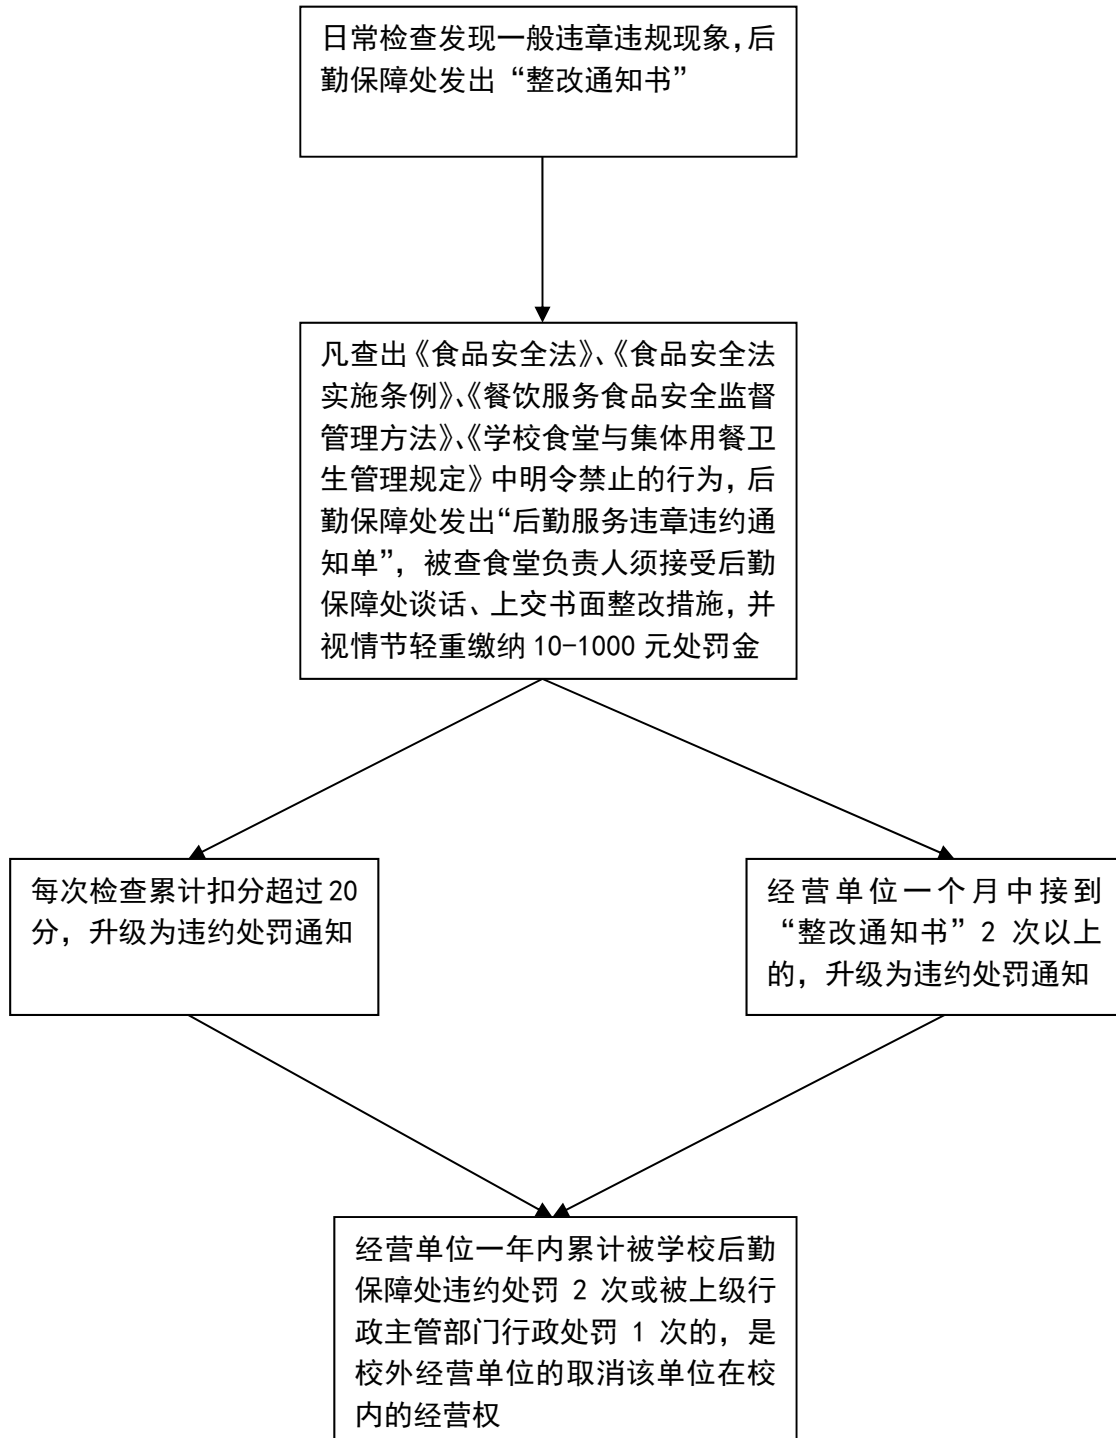 日常检查发现一般违章违规现象,后
勤保障处发出“整改通知书”
凡查出《食品安全法》、《食品安全法
实施条例》、《餐饮服务食品安全监督
管理方法》、《学校食堂与集体用餐卫
生管理规定》中明令禁止的行为，后
勤保障处发出“后勤服务违章违约通
知单”，被查食堂负责人须接受后勤
保障处谈话、上交书面整改措施，并
视情节轻重缴纳10-1000元处罚金
每次检查累计扣分超过20
分，升级为违约处罚通知
经营单位一个月中接到
“整改通知书”2 次以上
的，升级为违约处罚通知
经营单位一年内累计被学校后勤
保障处违约处罚 2 次或被上级行
政主管部门行政处罚 1 次的，是
校外经营单位的取消该单位在校
内的经营权